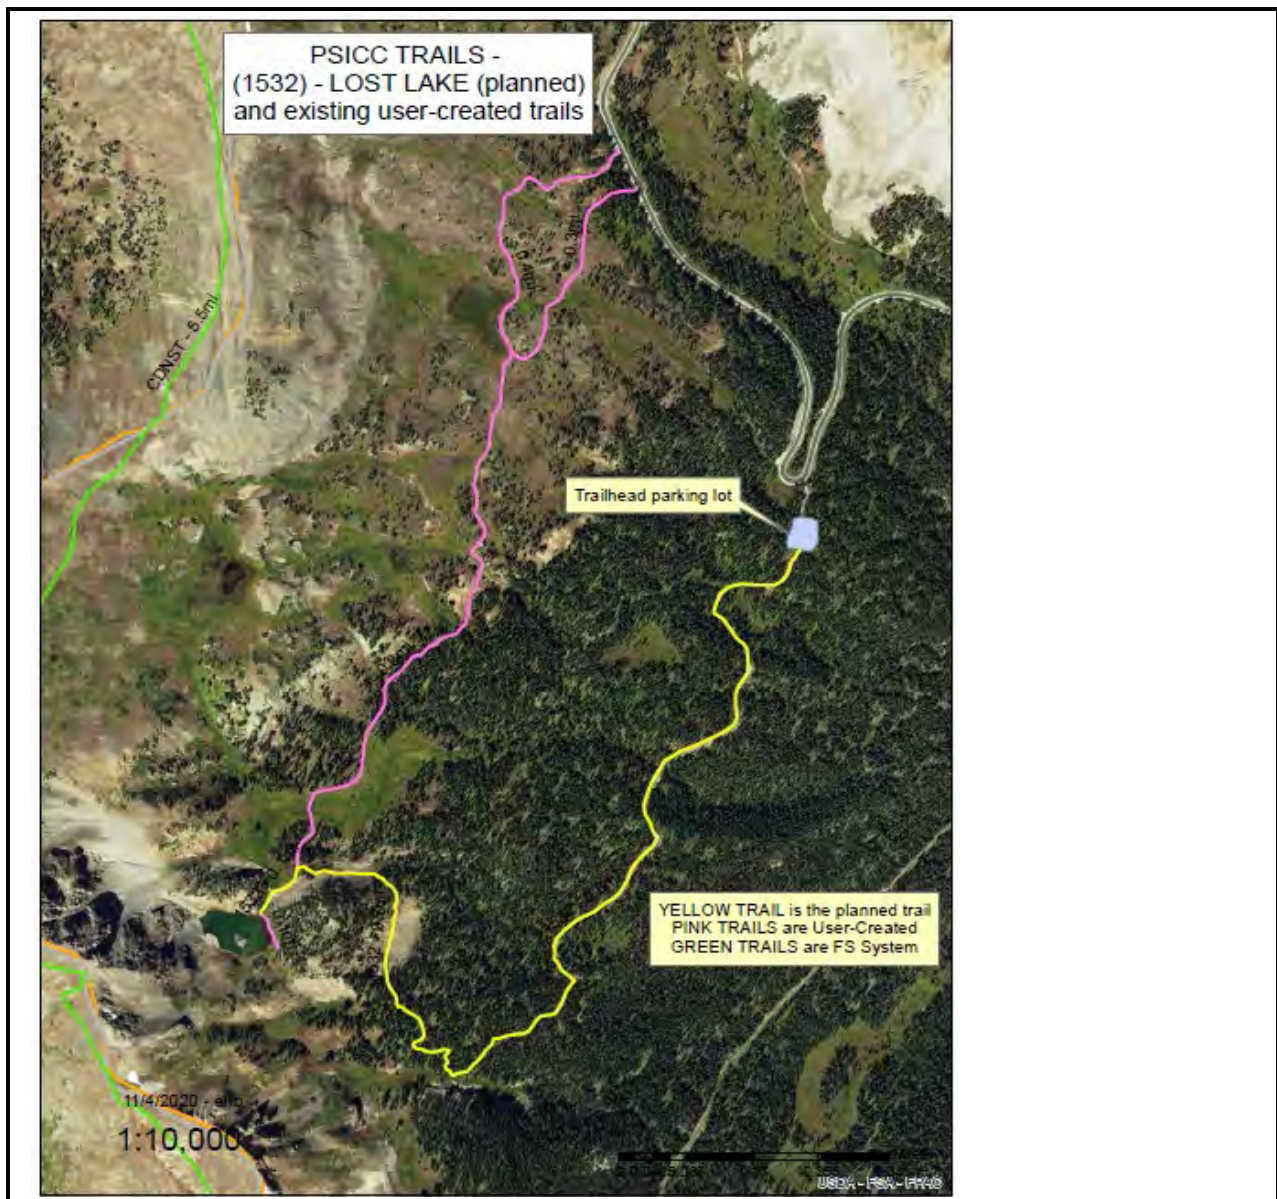 PSICC TRAILS -
(1532) - LOST LAKE (planned)
and existing user-created trails
CDNST - 5.5mi
Trailhead parking lot
YELLOW TRAIL is the planned trail
PINK TRAILS are User-Created
GREEN TRAILS are FS System
11/4/2020 -
1:10,000
USDA - FSA -